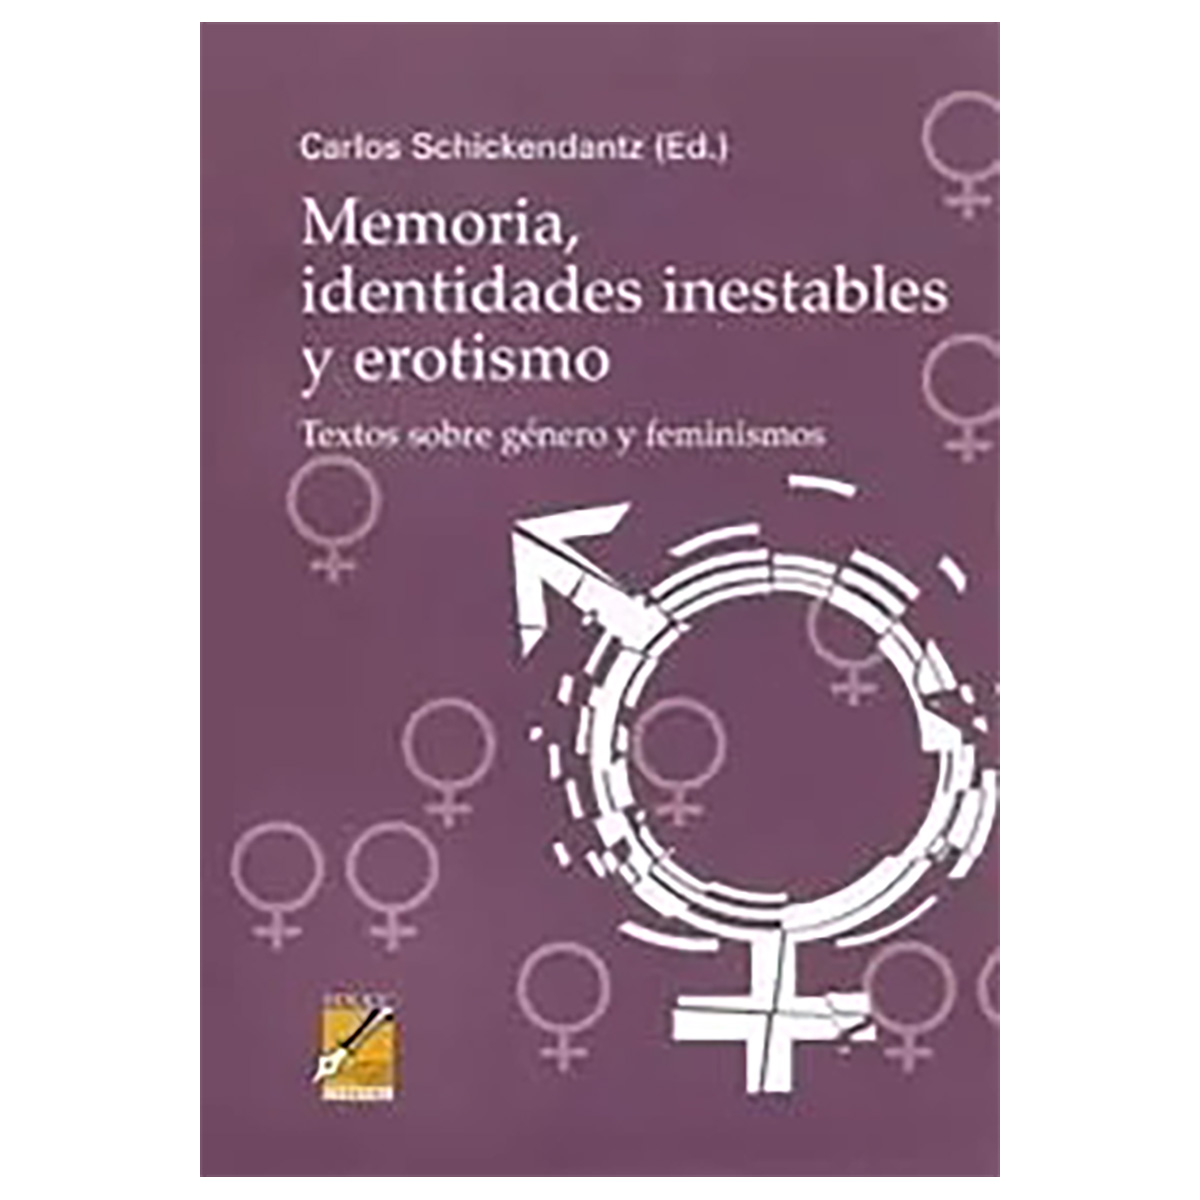 Carlos Schickendantz (Ed.)
Memoria,
identidades inestables
y erotismo
Textos sobre género y feminismos